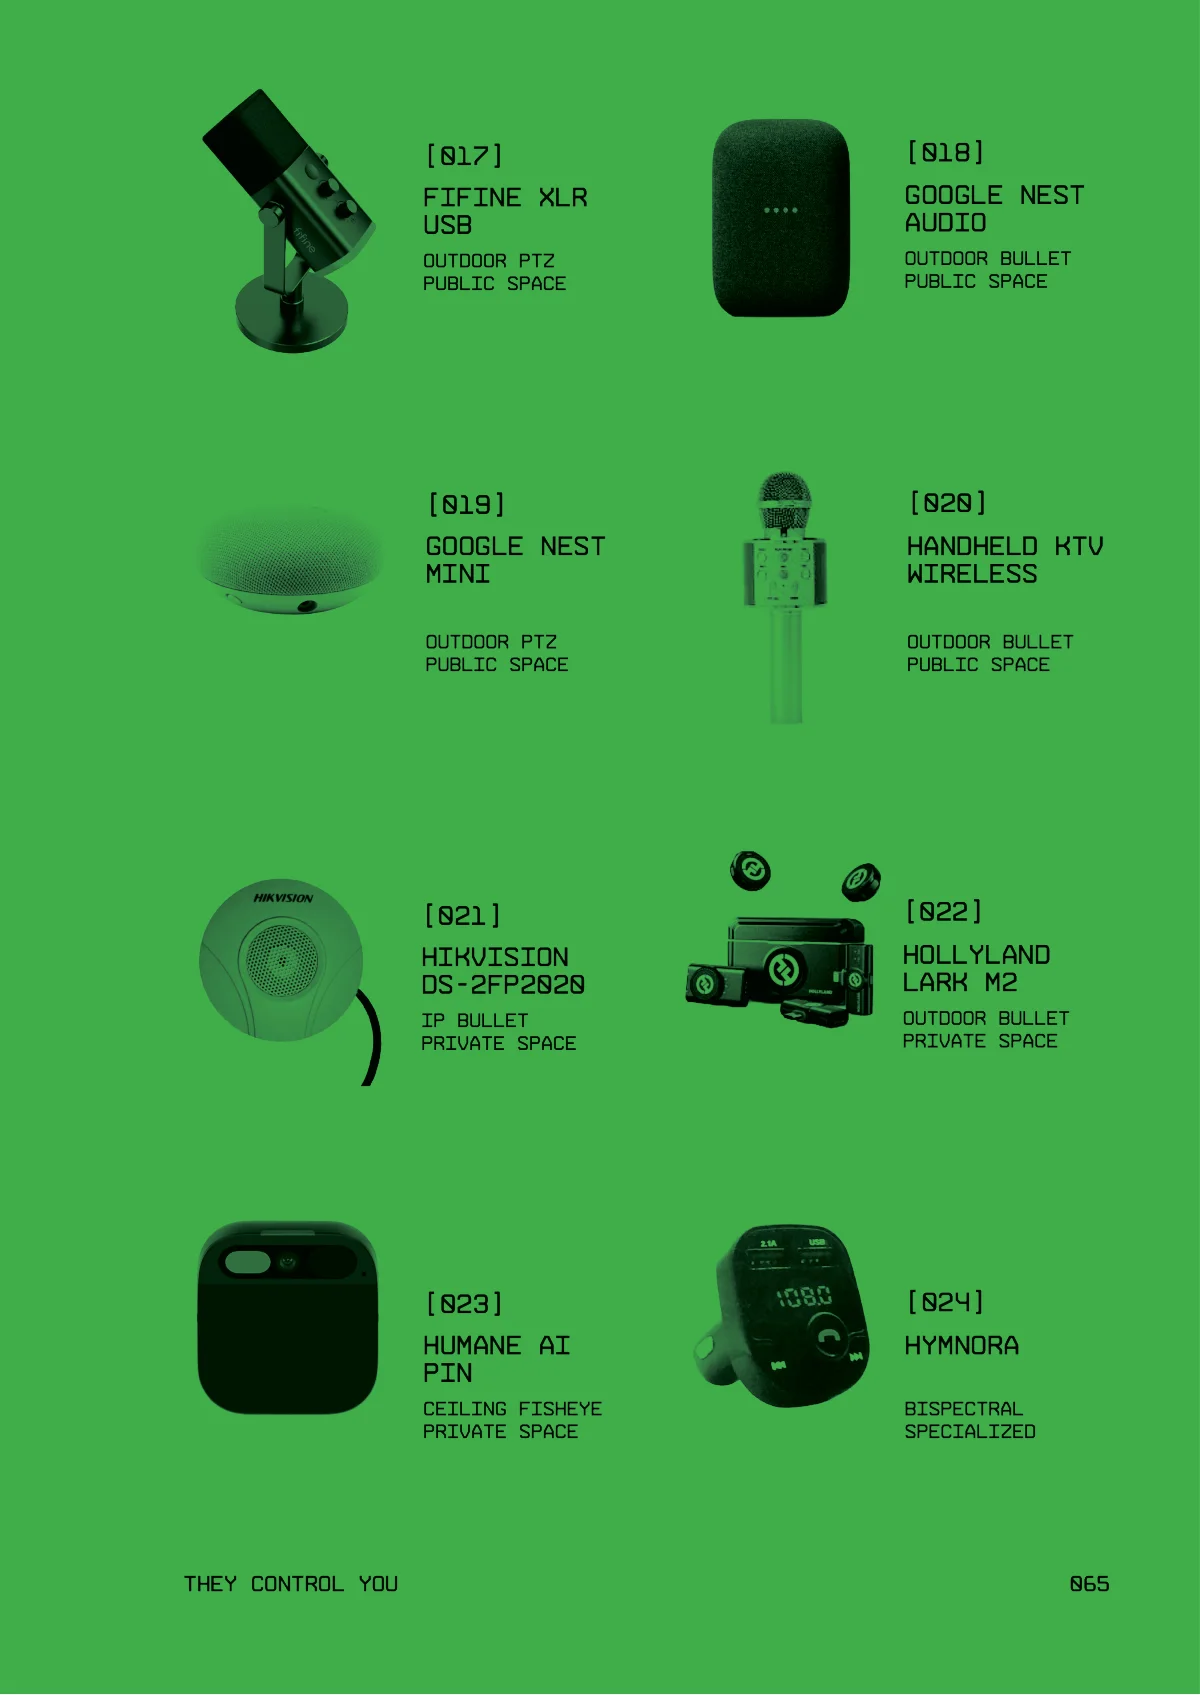 [017]
FIFINE XLR
USB
OUTDOOR PTZ
PUBLIC SPACE
fifine
[018]
GOOGLE NEST
AUDIO
OUTDOOR BULLET
PUBLIC SPACE
[019]
GOOGLE NEST
MINI
OUTDOOR PTZ
PUBLIC SPACE
[020]
HANDHELD KTV
WIRELESS
OUTDOOR BULLET
PUBLIC SPACE
HIKVISION
[021]
HIKVISION
DS-2FP2020
IP BULLET
PRIVATE SPACE
HOLLYLAND
[022]
HOLLYLAND
LARK M2
OUTDOOR BULLET
PRIVATE SPACE
[023]
HUMANE AI
PIN
CEILING FISHEYE
PRIVATE SPACE
2.1A USB
108.0
[024]
HYMNORA
BISPECTRAL
SPECIALIZED
THEY CONTROL YOU
065